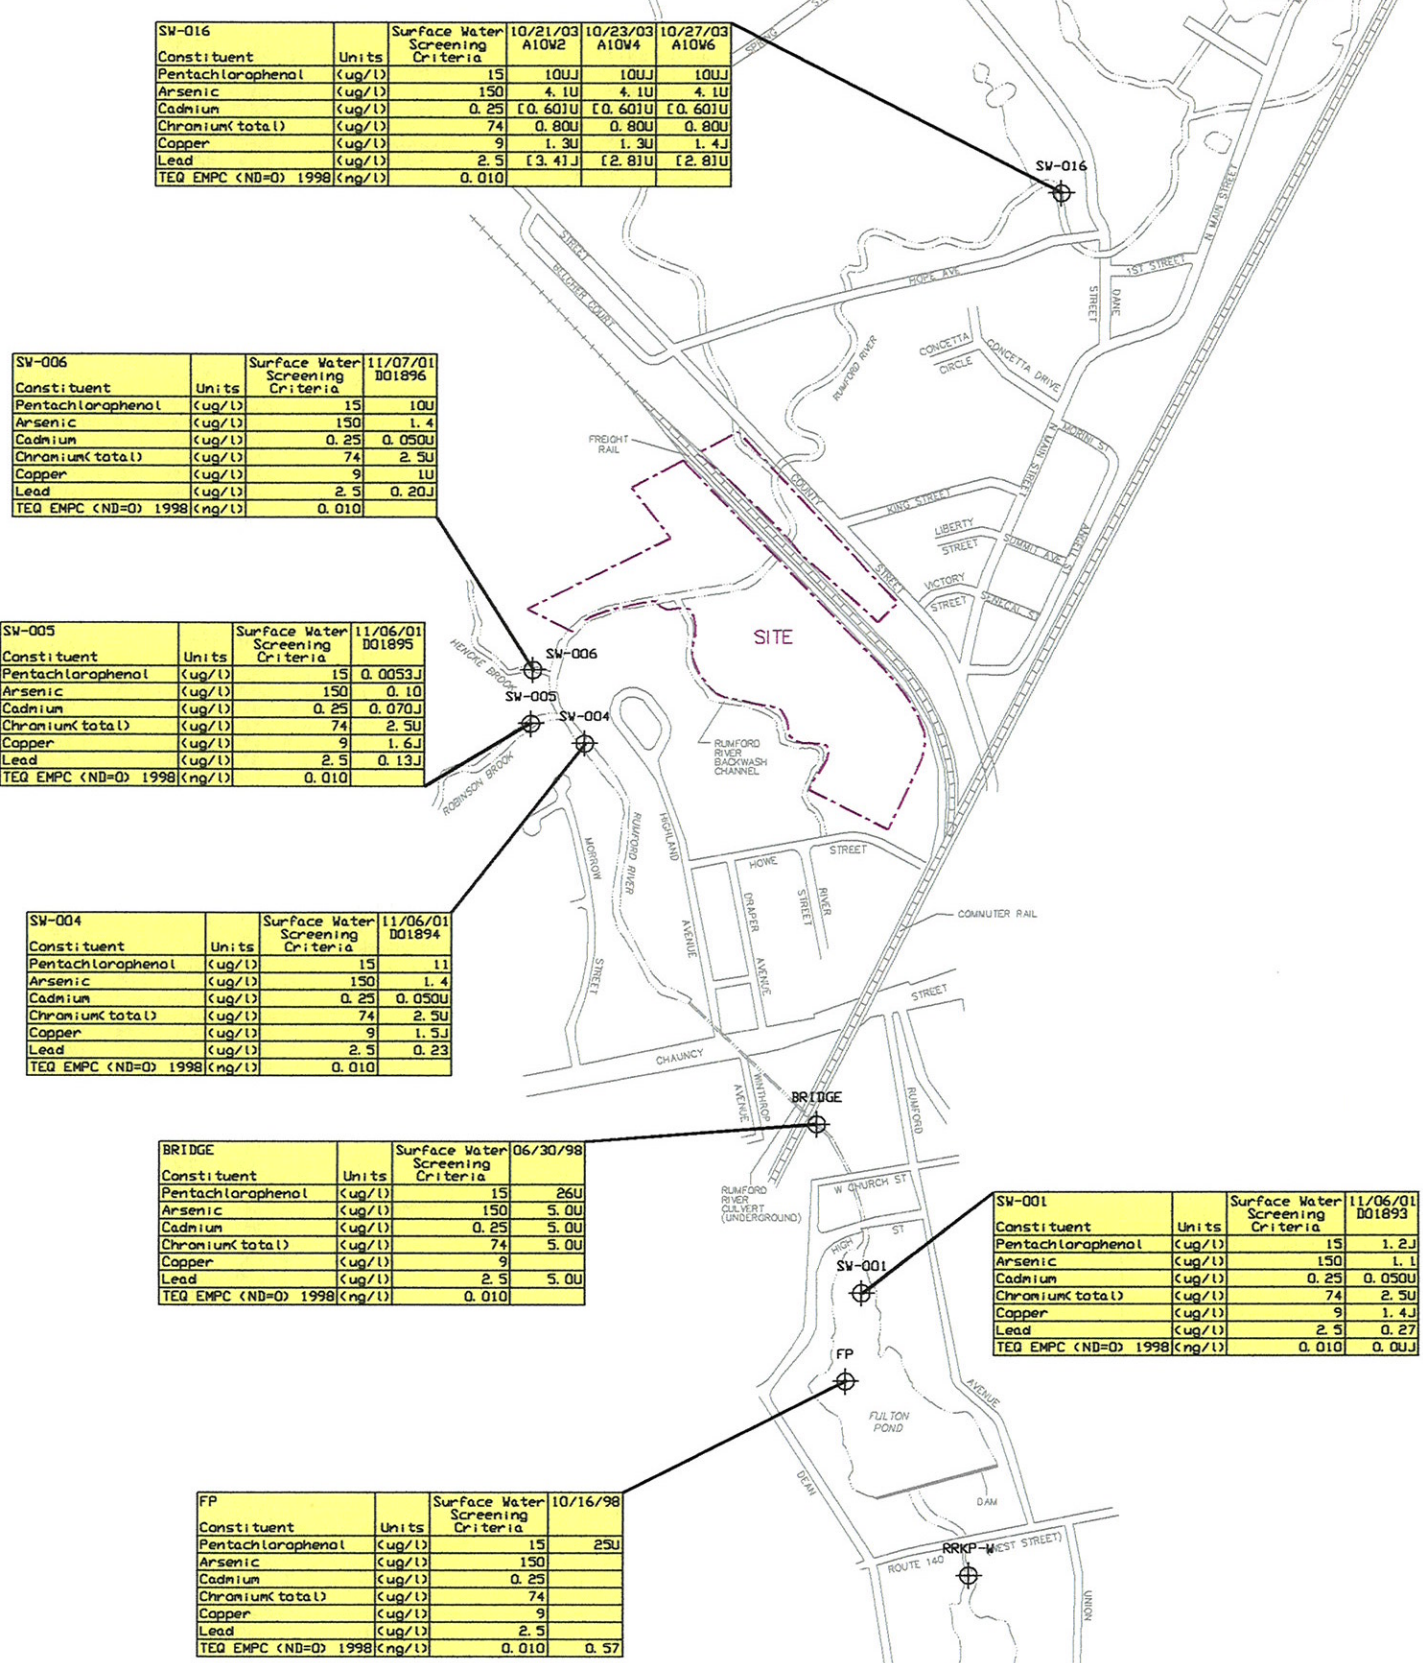 SW-016 Surface Water 10/21/03 10/23/03 10/27/03
Screening A10W2 A10W4 A10W6
Constituent Units Criteria
Pentachlorophenol (ug/l) 15 10UJ 10UJ 10UJ
Arsenic (ug/l) 150 4.1U 4.1U 4.1U
Cadmium (ug/l) 0.25 [0.60]U [0.60]U [0.60]U
Chromium(total) (ug/l) 74 0.80U 0.80U 0.80U
Copper (ug/l) 9 1.3U 1.3U 1.4J
Lead (ug/l) 2.5 [3.4]J [2.8]U [2.8]U
TEQ EMPC (ND=0) 1998 (ng/l) 0.010
SPRING
SW-016
N MAIN STREET
1ST STREET
HOPE AVE
DANE
STREET
STREET
BELCHER COURT
RUMFORD RIVER
CONCETTA
CIRCLE
CONCETTA DRIVE
SW-006 Surface Water 11/07/01
Screening D01896
Constituent Units Criteria
Pentachlorophenol (ug/l) 15 10U
Arsenic (ug/l) 150 1.4
Cadmium (ug/l) 0.25 0.050U
Chromium(total) (ug/l) 74 2.5U
Copper (ug/l) 9 1U
Lead (ug/l) 2.5 0.20J
TEQ EMPC (ND=0) 1998 (ng/l) 0.010
FREIGHT
RAIL
MORINI ST
N MAIN STREET
COUNTY
STREET
KING STREET
LIBERTY
STREET
SUMMIT AVE
ANGELL ST
VICTORY
STREET
SENECAL ST
SITE
SW-005 Surface Water 11/06/01
Screening D01895
Constituent Units Criteria
Pentachlorophenol (ug/l) 15 0.0053J
Arsenic (ug/l) 150 0.10
Cadmium (ug/l) 0.25 0.070J
Chromium(total) (ug/l) 74 2.5U
Copper (ug/l) 9 1.6J
Lead (ug/l) 2.5 0.13J
TEQ EMPC (ND=0) 1998 (ng/l) 0.010
HENCKE BROOK
SW-006
SW-005
SW-004
ROBINSON BROOK
RUMFORD
RIVER
BACKWASH
CHANNEL
MORROW
STREET
RUMFORD RIVER
HIGHLAND
AVENUE
HOWE
STREET
DRAPER
AVENUE
RIVER
STREET
COMMUTER RAIL
SW-004 Surface Water 11/06/01
Screening D01894
Constituent Units Criteria
Pentachlorophenol (ug/l) 15 11
Arsenic (ug/l) 150 1.4
Cadmium (ug/l) 0.25 0.050U
Chromium(total) (ug/l) 74 2.5U
Copper (ug/l) 9 1.5J
Lead (ug/l) 2.5 0.23
TEQ EMPC (ND=0) 1998 (ng/l) 0.010
CHAUNCY
STREET
WINTHROP
AVENUE
BRIDGE
RUMFORD
BRIDGE Surface Water 06/30/98
Screening
Constituent Units Criteria
Pentachlorophenol (ug/l) 15 26U
Arsenic (ug/l) 150 5.0U
Cadmium (ug/l) 0.25 5.0U
Chromium(total) (ug/l) 74 5.0U
Copper (ug/l) 9
Lead (ug/l) 2.5 5.0U
TEQ EMPC (ND=0) 1998 (ng/l) 0.010
RUMFORD
RIVER
CULVERT
(UNDERGROUND)
W CHURCH ST
HIGH
ST
SW-001
SW-001 Surface Water 11/06/01
Screening D01893
Constituent Units Criteria
Pentachlorophenol (ug/l) 15 1.2J
Arsenic (ug/l) 150 1.1
Cadmium (ug/l) 0.25 0.050U
Chromium(total) (ug/l) 74 2.5U
Copper (ug/l) 9 1.4J
Lead (ug/l) 2.5 0.27
TEQ EMPC (ND=0) 1998 (ng/l) 0.010 0.0UJ
FP
FULTON
POND
AVENUE
DEAN
DAM
RRKP-W
ROUTE 140 (WEST STREET)
UNION
FP Surface Water 10/16/98
Screening
Constituent Units Criteria
Pentachlorophenol (ug/l) 15 25U
Arsenic (ug/l) 150
Cadmium (ug/l) 0.25
Chromium(total) (ug/l) 74
Copper (ug/l) 9
Lead (ug/l) 2.5
TEQ EMPC (ND=0) 1998 (ng/l) 0.010 0.57